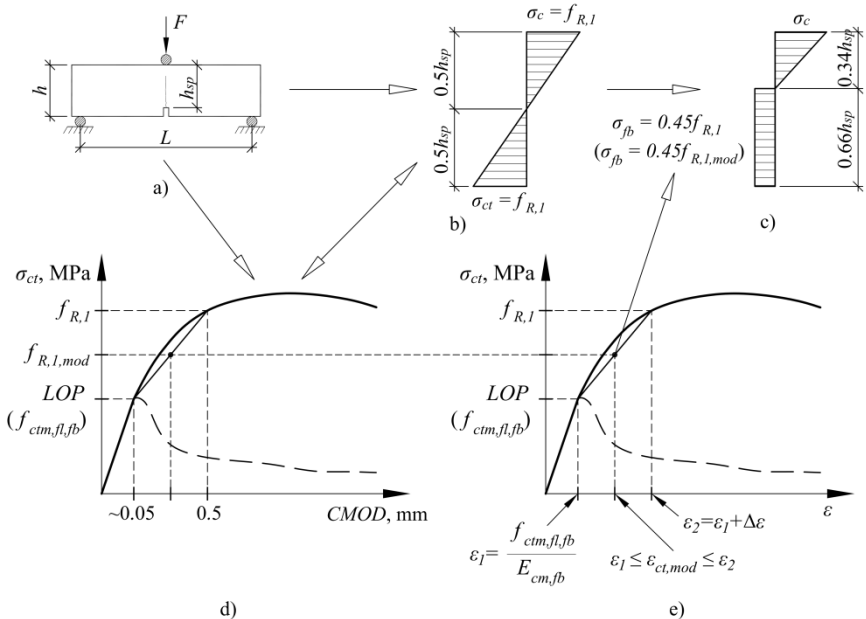 F
h
h_sp
L
a)
σ_c = f_R,1
0.5h_sp
0.5h_sp
σ_ct = f_R,1
b)
σ_fb = 0.45f_R,1
(σ_fb = 0.45f_R,1,mod)
σ_c
0.34h_sp
0.66h_sp
c)
σ_ct, MPa
f_R,1
f_R,1,mod
LOP
(f_ctm,fl,fb)
~0.05
0.5
CMOD, mm
d)
σ_ct, MPa
f_R,1
LOP
(f_ctm,fl,fb)
ε
ε_2=ε_1+Δε
ε_1= f_ctm,fl,fb
E_cm,fb
ε_1 ≤ ε_ct,mod ≤ ε_2
e)